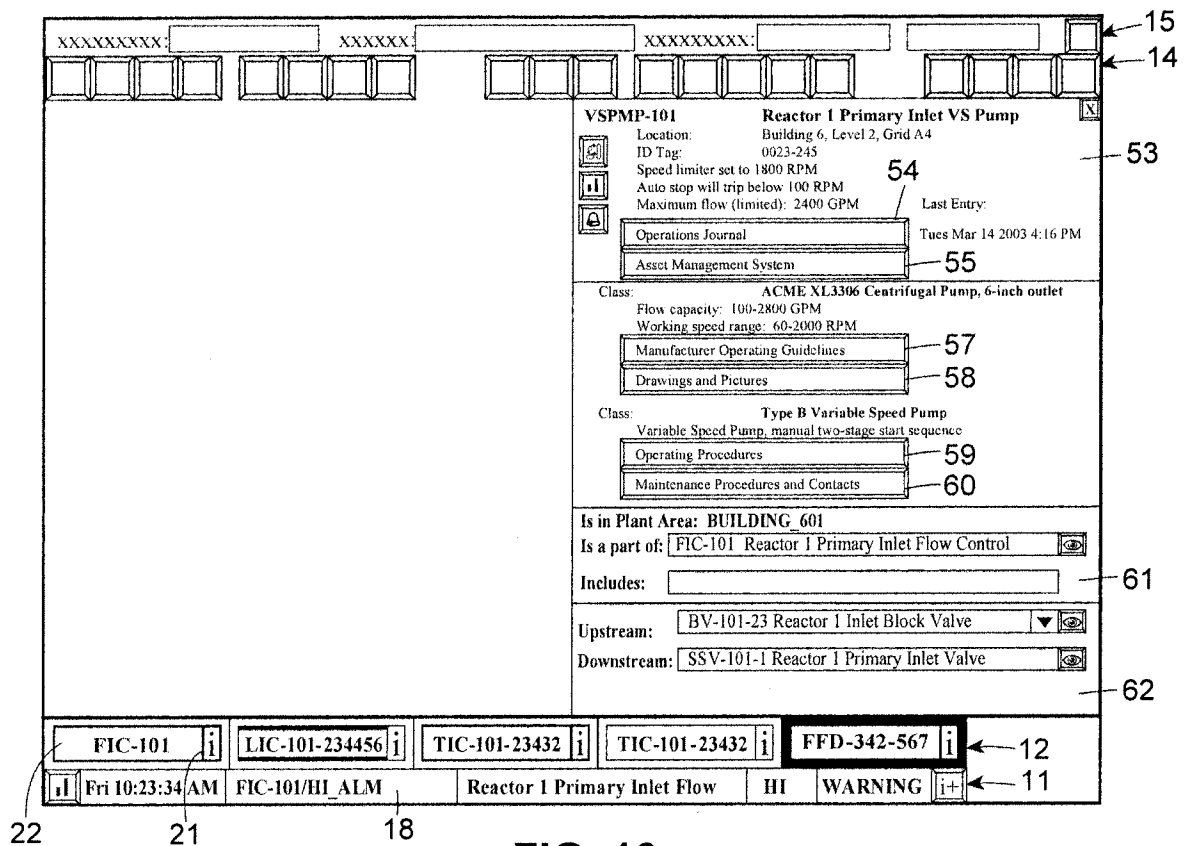 XXXXXXXXX: XXXXXX: XXXXXXXXX: 15
14
VSPMP-101 Reactor 1 Primary Inlet VS Pump X
Location: Building 6, Level 2, Grid A4
ID Tag: 0023-245 53
Speed limiter set to 1800 RPM 54
Auto stop will trip below 100 RPM
Maximum flow (limited): 2400 GPM Last Entry:
Operations Journal Tues Mar 14 2003 4:16 PM
Asset Management System 55
Class: ACME XL3306 Centrifugal Pump, 6-inch outlet
Flow capacity: 100-2800 GPM
Working speed range: 60-2000 RPM
Manufacturer Operating Guidelines 57
Drawings and Pictures 58
Class: Type B Variable Speed Pump
Variable Speed Pump, manual two-stage start sequence
Operating Procedures 59
Maintenance Procedures and Contacts 60
Is in Plant Area: BUILDING_601
Is a part of: FIC-101 Reactor 1 Primary Inlet Flow Control
Includes: 61
Upstream: BV-101-23 Reactor 1 Inlet Block Valve
Downstream: SSV-101-1 Reactor 1 Primary Inlet Valve
62
FIC-101 i LIC-101-234456 i TIC-101-23432 i TIC-101-23432 i FFD-342-567 i 12
Fri 10:23:34 AM FIC-101/HI_ALM Reactor 1 Primary Inlet Flow HI WARNING i+ 11
22 21 18